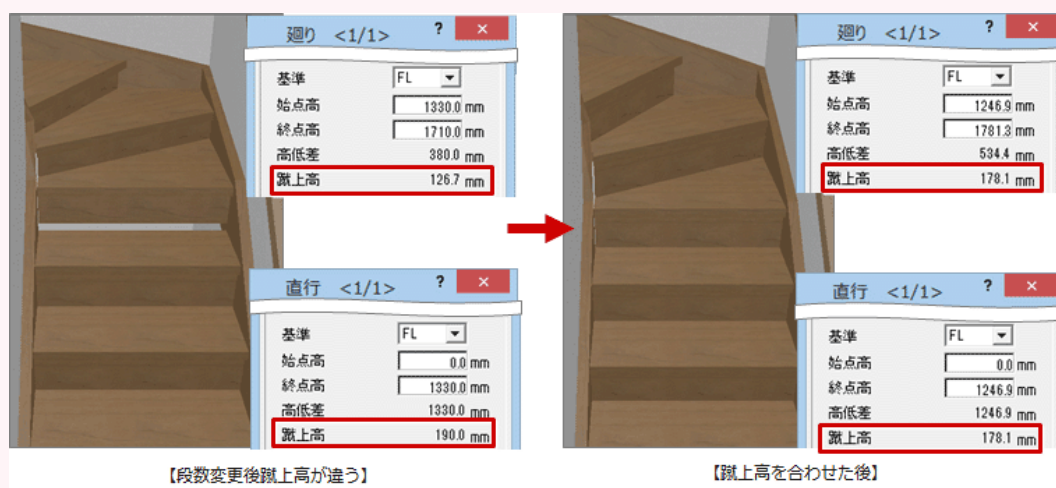 廻り <1/1> ? ×
基準 FL
始点高 1330.0 mm
終点高 1710.0 mm
高低差 380.0 mm
蹴上高 126.7 mm
直行 <1/1> ? ×
基準 FL
始点高 0.0 mm
終点高 1330.0 mm
高低差 1330.0 mm
蹴上高 190.0 mm
【段数変更後蹴上高が違う】
廻り <1/1> ? ×
基準 FL
始点高 1246.9 mm
終点高 1781.3 mm
高低差 534.4 mm
蹴上高 178.1 mm
直行 <1/1> ? ×
基準 FL
始点高 0.0 mm
終点高 1246.9 mm
高低差 1246.9 mm
蹴上高 178.1 mm
【蹴上高を合わせた後】